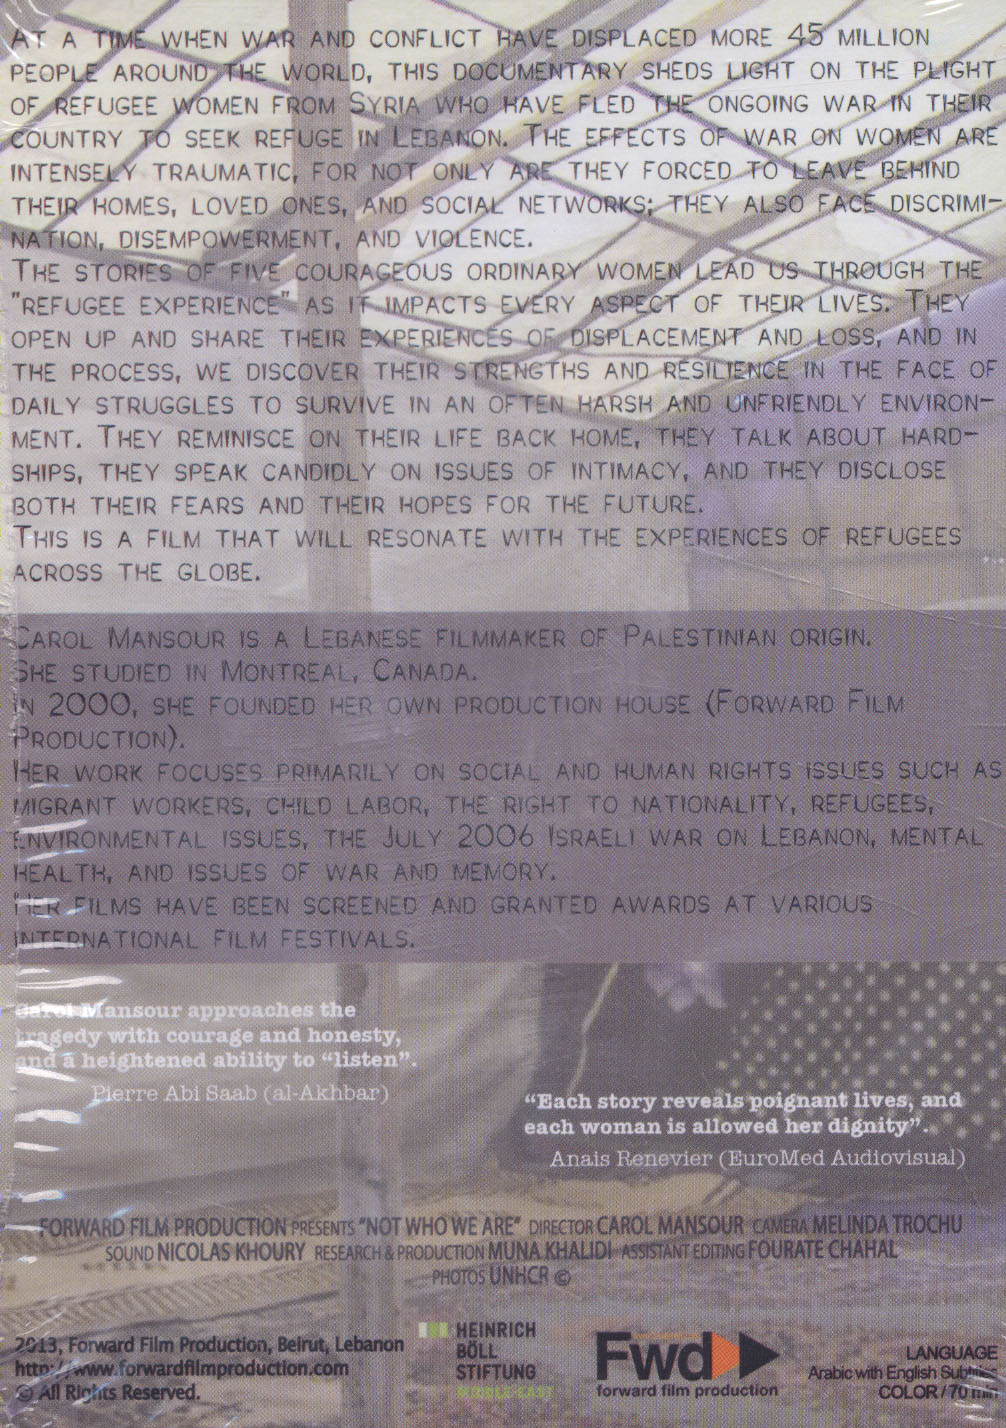 AT A TIME WHEN WAR AND CONFLICT HAVE DISPLACED MORE 45 MILLION
PEOPLE AROUND THE WORLD, THIS DOCUMENTARY SHEDS LIGHT ON THE PLIGHT
OF REFUGEE WOMEN FROM SYRIA WHO HAVE FLED THE ONGOING WAR IN THEIR
COUNTRY TO SEEK REFUGE IN LEBANON. THE EFFECTS OF WAR ON WOMEN ARE
INTENSELY TRAUMATIC, FOR NOT ONLY ARE THEY FORCED TO LEAVE BEHIND
THEIR HOMES, LOVED ONES, AND SOCIAL NETWORKS; THEY ALSO FACE DISCRIMI-
NATION, DISEMPOWERMENT, AND VIOLENCE.
THE STORIES OF FIVE COURAGEOUS ORDINARY WOMEN LEAD US THROUGH THE
"REFUGEE EXPERIENCE" AS IT IMPACTS EVERY ASPECT OF THEIR LIVES. THEY
OPEN UP AND SHARE THEIR EXPERIENCES OF DISPLACEMENT AND LOSS, AND IN
THE PROCESS, WE DISCOVER THEIR STRENGTHS AND RESILIENCE IN THE FACE OF
DAILY STRUGGLES TO SURVIVE IN AN OFTEN HARSH AND UNFRIENDLY ENVIRON-
MENT. THEY REMINISCE ON THEIR LIFE BACK HOME, THEY TALK ABOUT HARD-
SHIPS, THEY SPEAK CANDIDLY ON ISSUES OF INTIMACY, AND THEY DISCLOSE
BOTH THEIR FEARS AND THEIR HOPES FOR THE FUTURE.
THIS IS A FILM THAT WILL RESONATE WITH THE EXPERIENCES OF REFUGEES
ACROSS THE GLOBE.
CAROL MANSOUR IS A LEBANESE FILMMAKER OF PALESTINIAN ORIGIN.
SHE STUDIED IN MONTREAL, CANADA.
IN 2000, SHE FOUNDED HER OWN PRODUCTION HOUSE (FORWARD FILM
PRODUCTION).
HER WORK FOCUSES PRIMARILY ON SOCIAL AND HUMAN RIGHTS ISSUES SUCH AS
MIGRANT WORKERS, CHILD LABOR, THE RIGHT TO NATIONALITY, REFUGEES,
ENVIRONMENTAL ISSUES, THE JULY 2006 ISRAELI WAR ON LEBANON, MENTAL
HEALTH, AND ISSUES OF WAR AND MEMORY.
HER FILMS HAVE BEEN SCREENED AND GRANTED AWARDS AT VARIOUS
INTERNATIONAL FILM FESTIVALS.
Carol Mansour approaches the
tragedy with courage and honesty,
and a heightened ability to “listen”.
Pierre Abi Saab (al-Akhbar)
“Each story reveals poignant lives, and
each woman is allowed her dignity”.
Anais Renevier (EuroMed Audiovisual)
FORWARD FILM PRODUCTION PRESENTS "NOT WHO WE ARE" DIRECTOR CAROL MANSOUR CAMERA MELINDA TROCHU
SOUND NICOLAS KHOURY RESEARCH & PRODUCTION MUNA KHALIDI ASSISTANT EDITING FOURATE CHAHAL
PHOTOS UNHCR ©
2013, Forward Film Production, Beirut, Lebanon
http://www.forwardfilmproduction.com
© All Rights Reserved.
HEINRICH
BÖLL
STIFTUNG
MIDDLE EAST
Fwd
forward film production
LANGUAGE
Arabic with English Subtitles
COLOR / 70 min